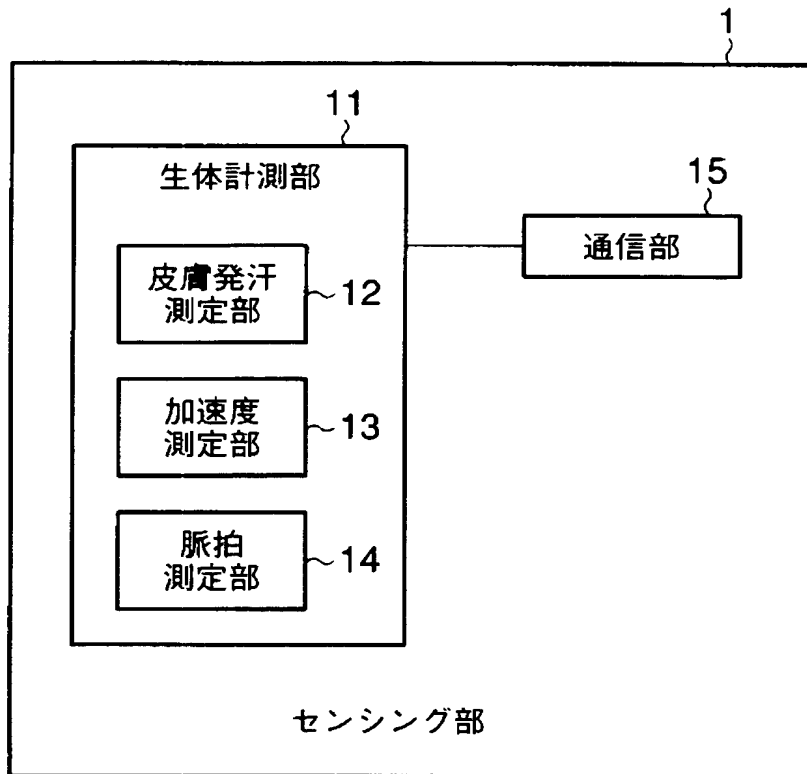 1
11
生体計測部
15
通信部
皮膚発汗
測定部
12
加速度
測定部
13
脈拍
測定部
14
センシング部